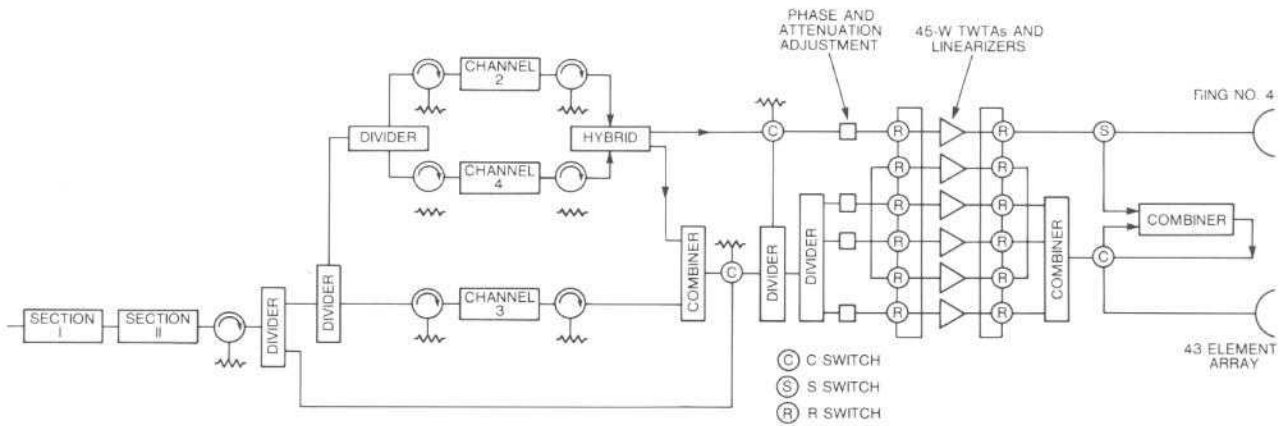 PHASE AND
ATTENUATION
ADJUSTMENT
45-W TWTAs AND
LINEARIZERS
RING NO. 4
CHANNEL
2
DIVIDER
HYBRID
CHANNEL
4
C
R
R
S
R
R
R
R
R
R
R
R
R
R
COMBINER
COMBINER
C
DIVIDER
DIVIDER
COMBINER
C
SECTION
I
SECTION
II
DIVIDER
DIVIDER
CHANNEL
3
43 ELEMENT
ARRAY
C C SWITCH
S S SWITCH
R R SWITCH